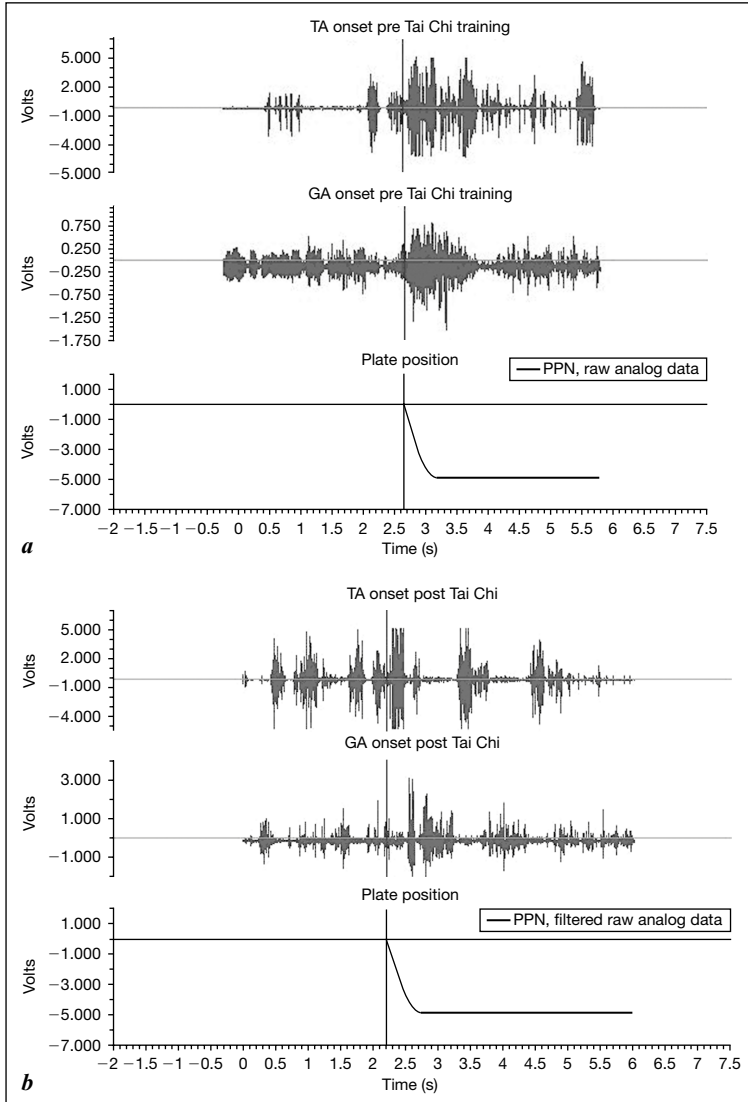 TA onset pre Tai Chi training
5.000
2.000
−1.000
−4.000
5.000
Volts
GA onset pre Tai Chi training
0.750
0.250
−0.250
−0.750
−1.250
−1.750
Volts
Plate position
PPN, raw analog data
1.000
−1.000
−3.000
−5.000
−7.000
Volts
−2 −1.5 −1 −0.5 0 0.5 1 1.5 2 2.5 3 3.5 4 4.5 5 5.5 6 6.5 7 7.5
Time (s)
a
TA onset post Tai Chi
5.000
2.000
−1.000
−4.000
Volts
GA onset post Tai Chi
3.000
1.000
−1.000
Volts
Plate position
PPN, filtered raw analog data
1.000
−1.000
−3.000
−5.000
−7.000
Volts
−2 −1.5 −1 −0.5 0 0.5 1 1.5 2 2.5 3 3.5 4 4.5 5 5.5 6 6.5 7 7.5
Time (s)
b